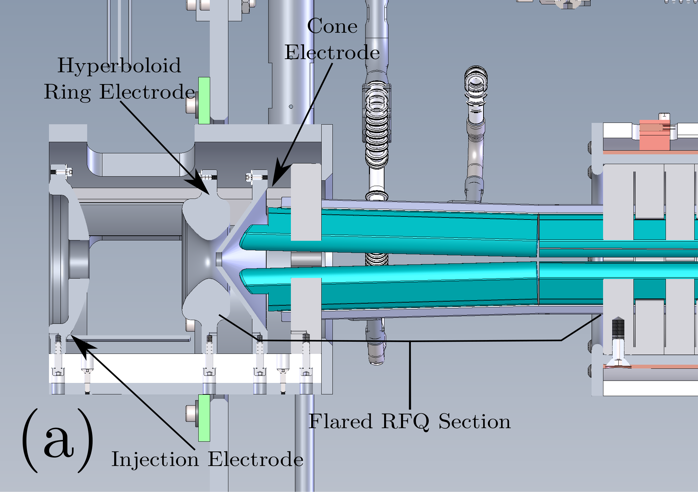 Cone
Electrode
Hyperboloid
Ring Electrode
Flared RFQ Section
Injection Electrode
(a)